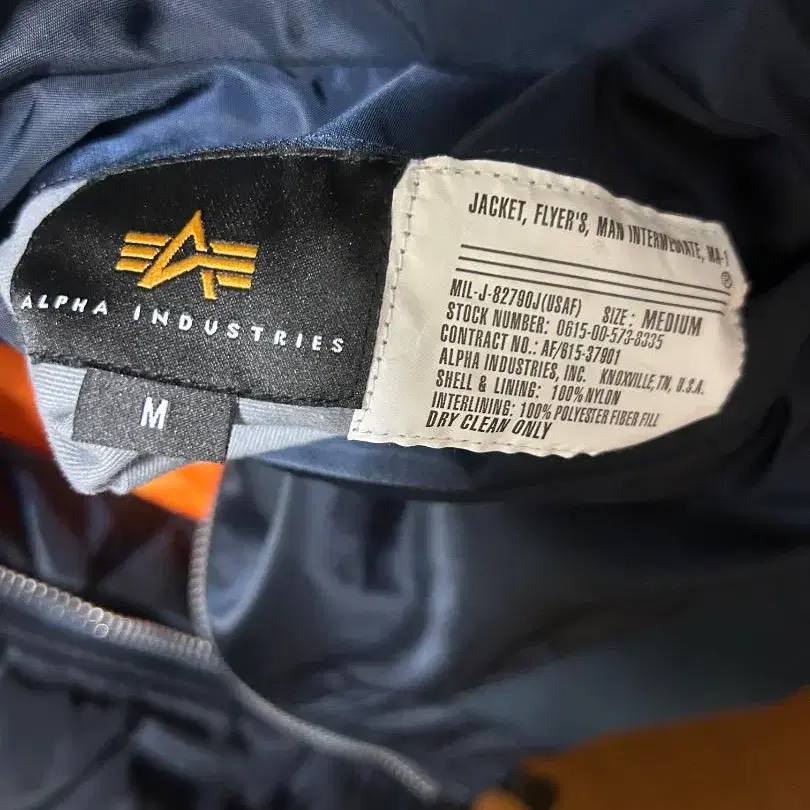 ALPHA INDUSTRIES
M
JACKET, FLYER'S, MAN INTERMEDIATE, MA-1
®
MIL-J-82790J(USAF) SIZE: MEDIUM
STOCK NUMBER: 0615-00-573-8335
CONTRACT NO.: AF/615-37901
ALPHA INDUSTRIES, INC. KNOXVILLE, TN, U.S.A.
SHELL & LINING: 100% NYLON
INTERLINING: 100% POLYESTER FIBER FILL
DRY CLEAN ONLY